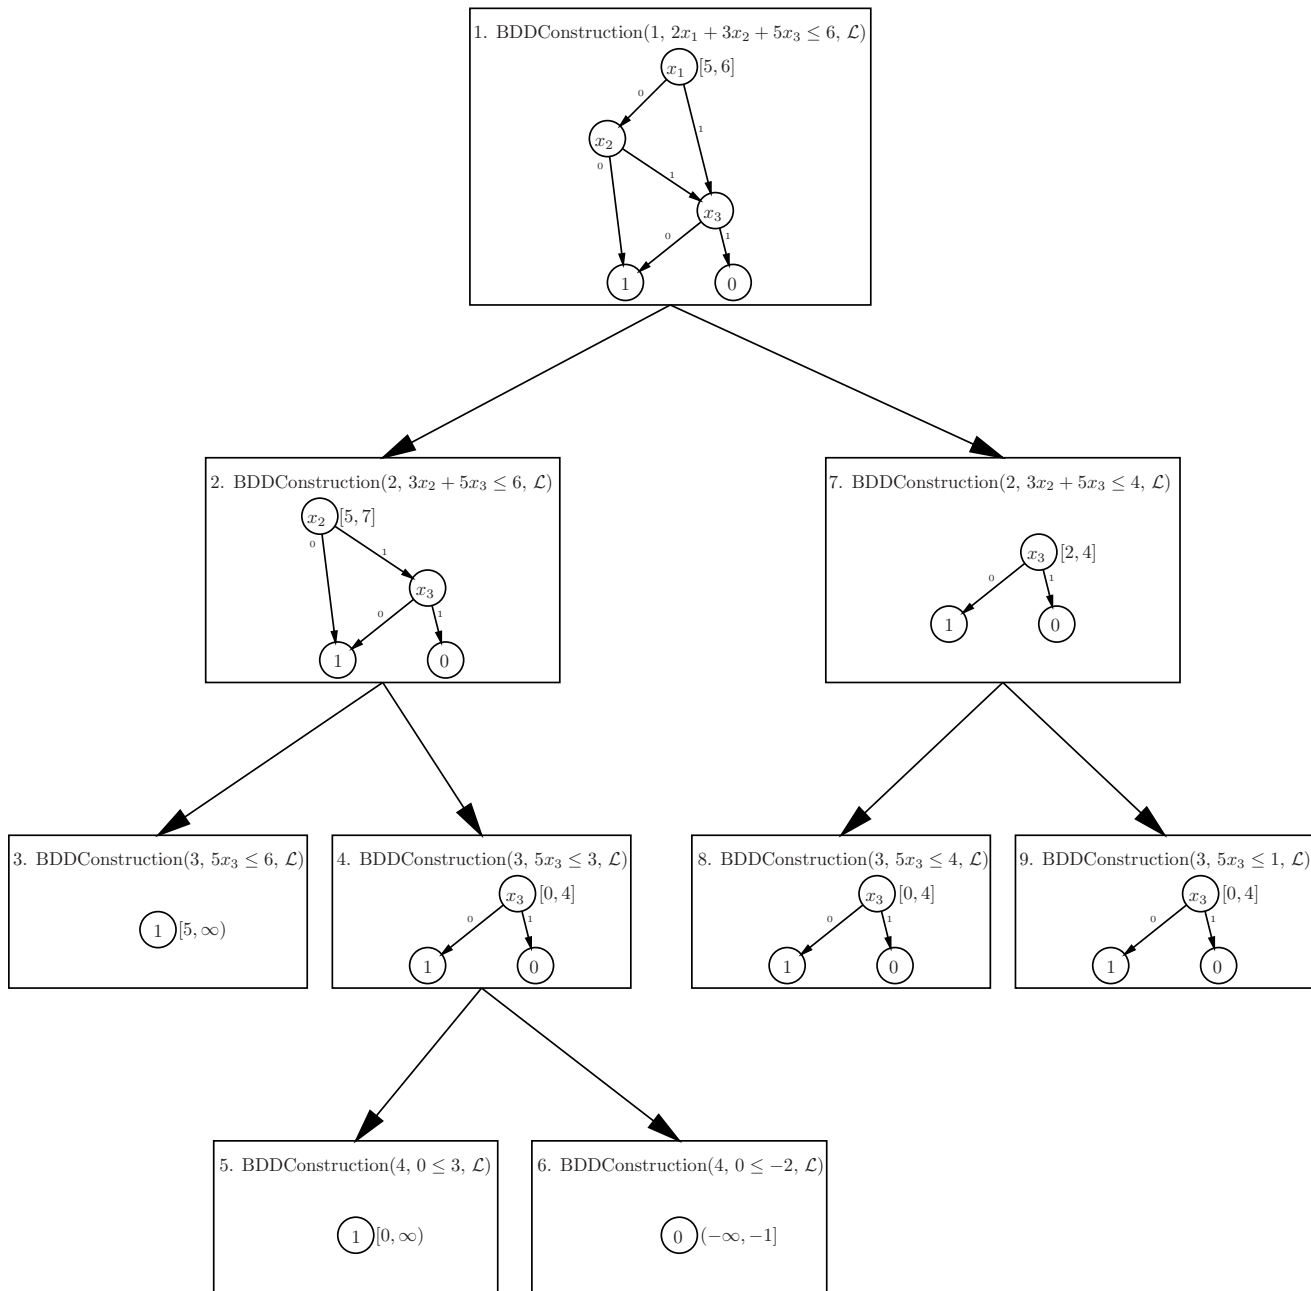 1. BDDConstruction(1, 2x₁ + 3x₂ + 5x₃ ≤ 6, ℒ)
x₁ [5, 6]
0
1
x₂
0
1
x₃
0
1
1
0
2. BDDConstruction(2, 3x₂ + 5x₃ ≤ 6, ℒ)
x₂ [5, 7]
0
1
x₃
0
1
1
0
7. BDDConstruction(2, 3x₂ + 5x₃ ≤ 4, ℒ)
x₃ [2, 4]
0
1
1
0
3. BDDConstruction(3, 5x₃ ≤ 6, ℒ)
1 [5, ∞)
4. BDDConstruction(3, 5x₃ ≤ 3, ℒ)
x₃ [0, 4]
0
1
1
0
8. BDDConstruction(3, 5x₃ ≤ 4, ℒ)
x₃ [0, 4]
0
1
1
0
9. BDDConstruction(3, 5x₃ ≤ 1, ℒ)
x₃ [0, 4]
0
1
1
0
5. BDDConstruction(4, 0 ≤ 3, ℒ)
1 [0, ∞)
6. BDDConstruction(4, 0 ≤ −2, ℒ)
0 (−∞, −1]